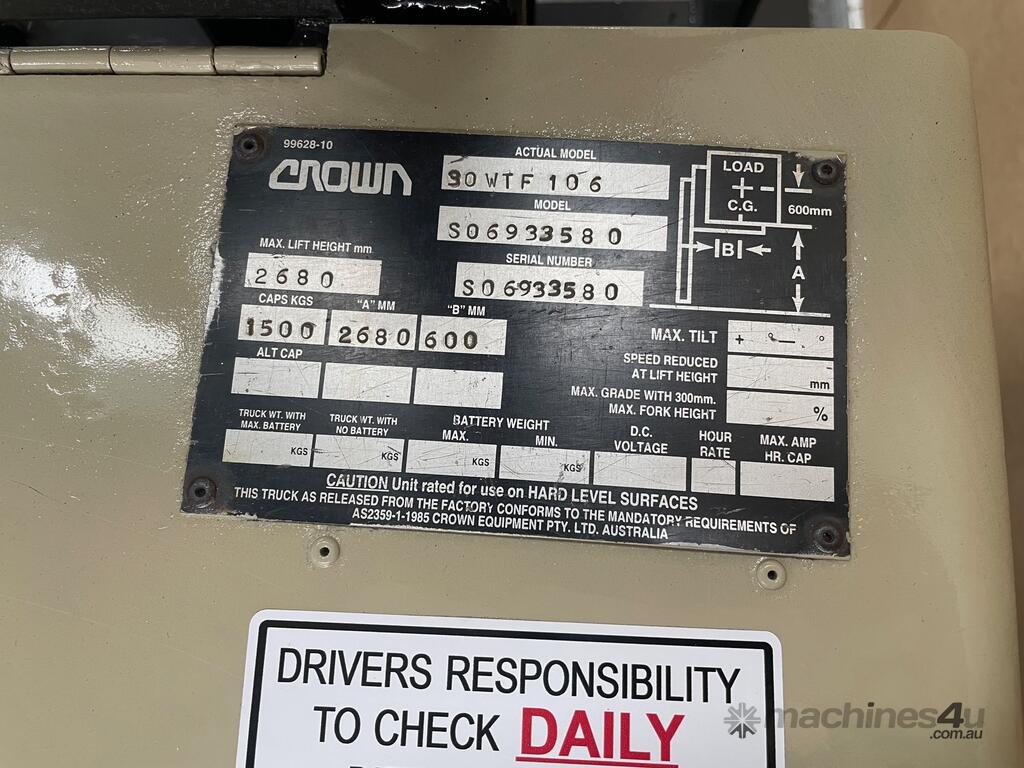 99628-10
CROWN
ACTUAL MODEL
30WTF106
MODEL
S06933580
SERIAL NUMBER
S06933580
MAX. LIFT HEIGHT mm
2680
CAPS KGS "A" MM "B" MM
1500 2680 600
ALT CAP
TRUCK WT. WITH MAX. BATTERY
KGS
TRUCK WT. WITH NO BATTERY
KGS
BATTERY WEIGHT
MAX. MIN.
KGS KGS
D.C. VOLTAGE
HOUR RATE
MAX. AMP HR. CAP
LOAD
C.G.
600mm
B
A
MAX. TILT + °— °
SPEED REDUCED
AT LIFT HEIGHT mm
MAX. GRADE WITH 300mm.
MAX. FORK HEIGHT %
CAUTION Unit rated for use on HARD LEVEL SURFACES
THIS TRUCK AS RELEASED FROM THE FACTORY CONFORMS TO THE MANDATORY REQUIREMENTS OF
AS2359-1-1985 CROWN EQUIPMENT PTY. LTD. AUSTRALIA
DRIVERS RESPONSIBILITY
TO CHECK DAILY
machines4u
.com.au